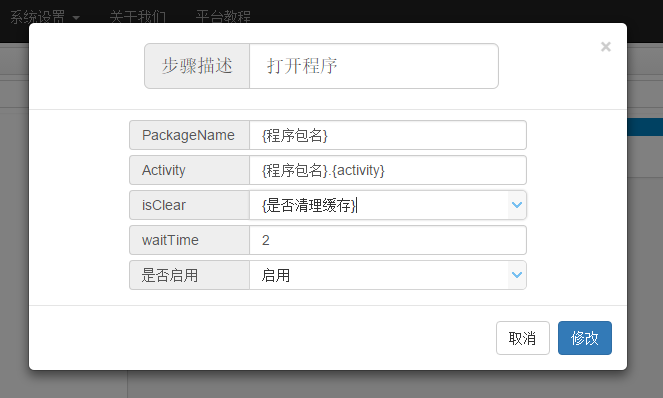 系统设置 关于我们 平台教程
×
步骤描述 打开程序
PackageName {程序包名}
Activity {程序包名}.{activity}
isClear {是否清理缓存}
waitTime 2
是否启用 启用
取消 修改